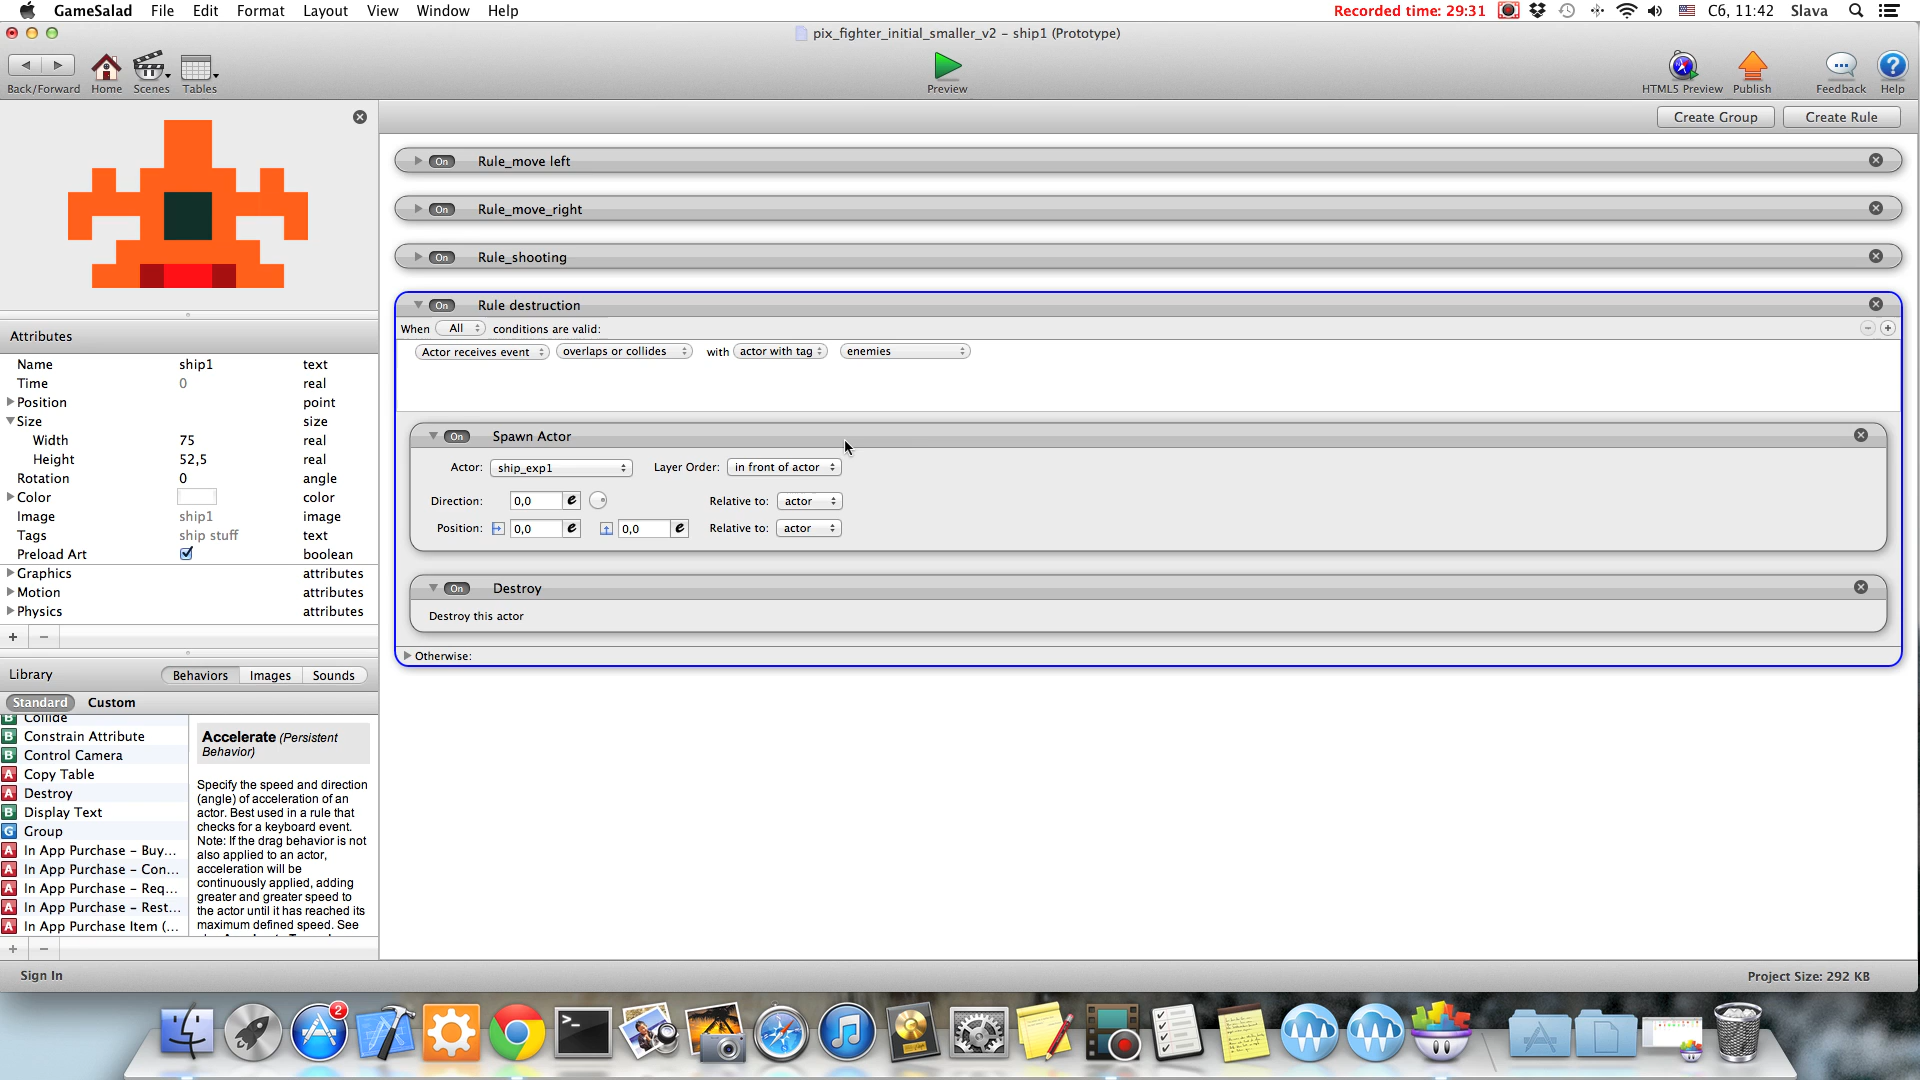 GameSalad File Edit Format Layout View Window Help Recorded time: 29:31 С6, 11:42 Slava
pix_fighter_initial_smaller_v2 – ship1 (Prototype)
Back/Forward Home Scenes Tables Preview HTML5 Preview Publish Feedback Help
Create Group Create Rule
On Rule_move left
On Rule_move_right
On Rule_shooting
On Rule destruction
When All conditions are valid:
Actor receives event overlaps or collides with actor with tag enemies
On Spawn Actor
Actor: ship_exp1 Layer Order: in front of actor
Direction: 0,0 e Relative to: actor
Position: 0,0 e 0,0 e Relative to: actor
On Destroy
Destroy this actor
Otherwise:
Attributes
Name ship1 text
Time 0 real
Position point
Size size
Width 75 real
Height 52,5 real
Rotation 0 angle
Color color
Image ship1 image
Tags ship stuff text
Preload Art boolean
Graphics attributes
Motion attributes
Physics attributes
+ −
Library Behaviors Images Sounds
Standard Custom
B Collide
B Constrain Attribute
B Control Camera
A Copy Table
A Destroy
B Display Text
G Group
A In App Purchase – Buy...
A In App Purchase – Con...
A In App Purchase – Req...
A In App Purchase – Rest...
A In App Purchase Item (...
Accelerate (Persistent
Behavior)
Specify the speed and direction
(angle) of acceleration of an
actor. Best used in a rule that
checks for a keyboard event.
Note: If the drag behavior is not
also applied to an actor,
acceleration will be
continuously applied, adding
greater and greater speed to
the actor until it has reached its
maximum defined speed. See
+ −
Sign In Project Size: 292 KB
2